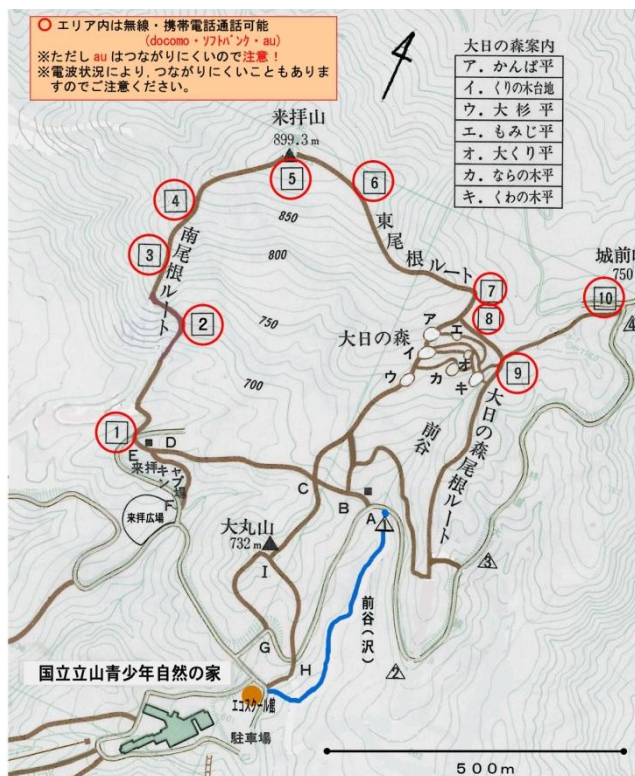 ○ エリア内は無線・携帯電話通話可能
(docomo・ソフトバンク・au)
※ただし au はつながりにくいので注意!
※電波状況により、つながりにくいこともありま
すのでご注意ください。
大日の森案内
ア．かんば平
イ．くりの木台地
ウ．大杉平
エ．もみじ平
オ．大くり平
カ．ならの木平
キ．くわの木平
来拝山
899.3m
5
6
4
3
2
1
南尾根ルート
東尾根ルート
850
800
750
700
7
8
9
10
城前
750
大日の森
ア
イ
ウ
エ
オ
カ
キ
前谷
大日の森尾根ルート
D
E
来拝キャンプ場
F
来拝広場
C
B
A
1
2
3
4
大丸山
732m
I
G
H
前谷(沢)
国立立山青少年自然の家
エコスクール館
駐車場
500m